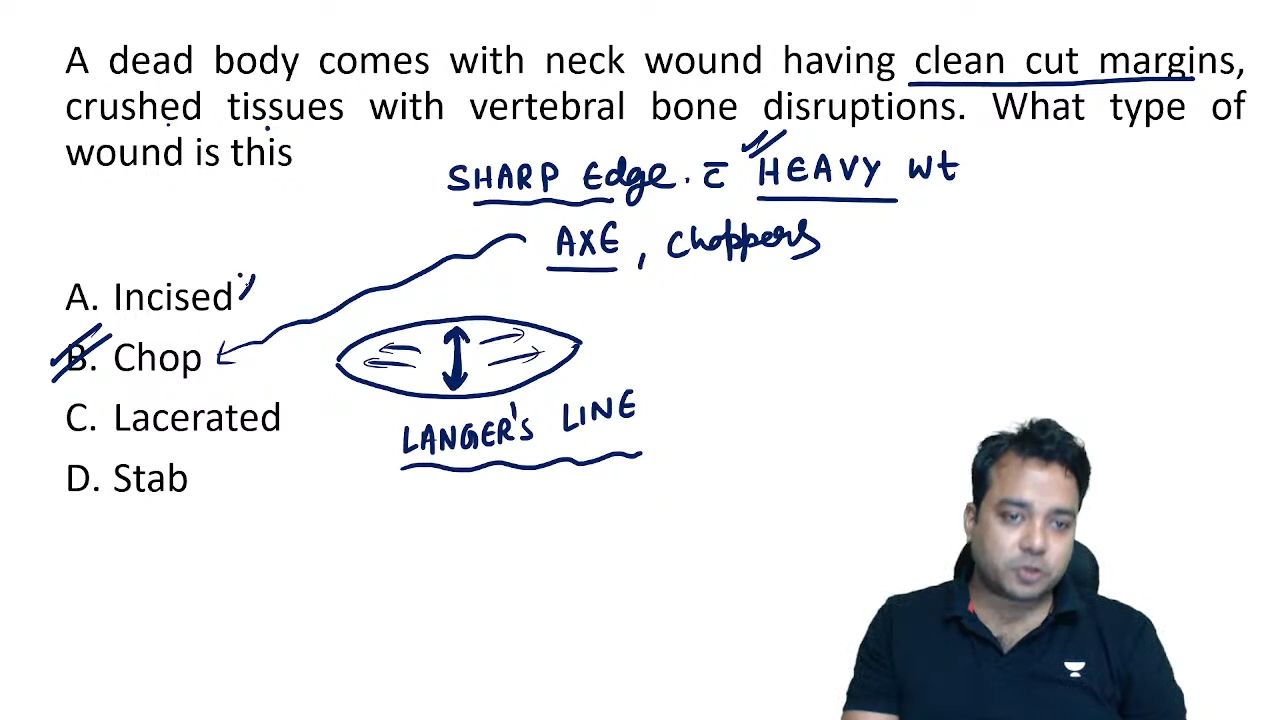 A dead body comes with neck wound having clean cut margins,
crushed tissues with vertebral bone disruptions. What type of
wound is this
SHARP Edge. c̄ HEAVY wt
AXE, Choppers
A. Incised
B. Chop
LANGER's LINE
C. Lacerated
D. Stab